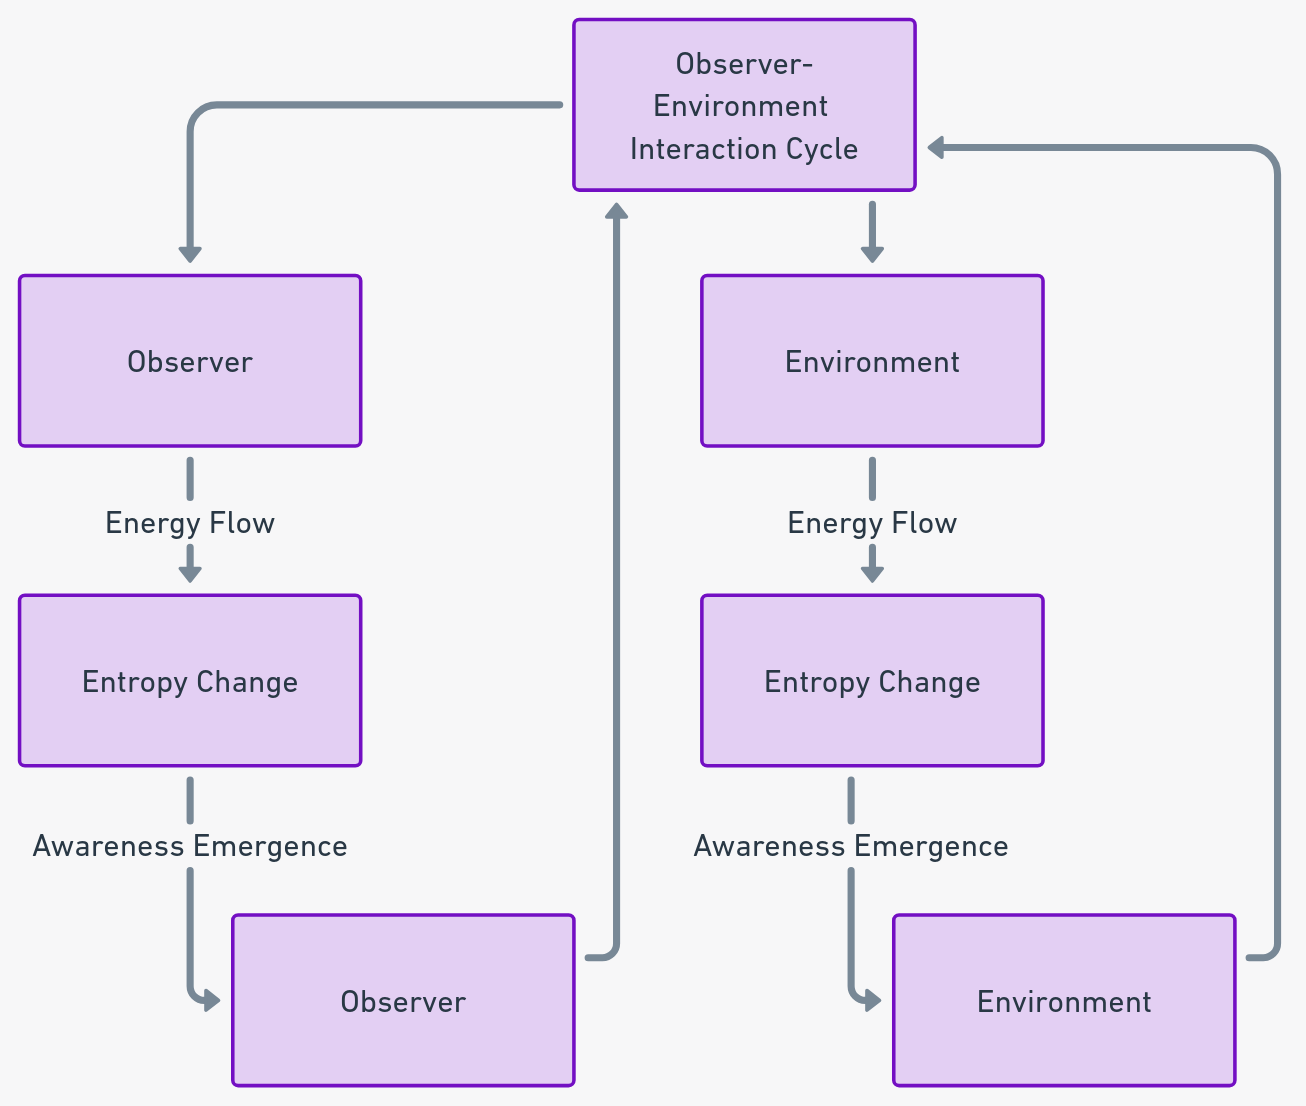 Observer-
Environment
Interaction Cycle
Observer
Environment
Energy Flow
Energy Flow
Entropy Change
Entropy Change
Awareness Emergence
Awareness Emergence
Observer
Environment